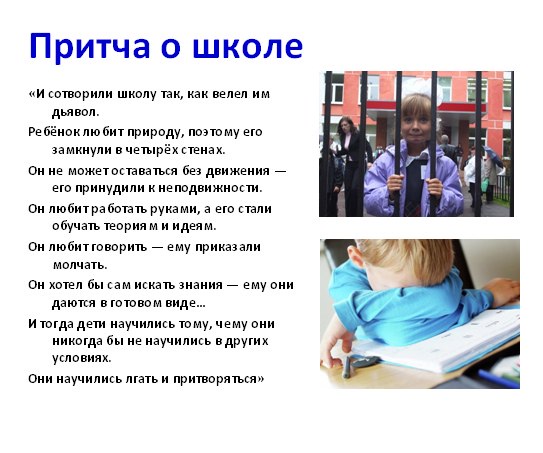 Притча о школе
«И сотворили школу так, как велел им
дьявол.
Ребёнок любит природу, поэтому его
замкнули в четырёх стенах.
Он не может оставаться без движения —
его принудили к неподвижности.
Он любит работать руками, а его стали
обучать теориям и идеям.
Он любит говорить — ему приказали
молчать.
Он хотел бы сам искать знания — ему они
даются в готовом виде...
И тогда дети научились тому, чему они
никогда бы не научились в других
условиях.
Они научились лгать и притворяться»